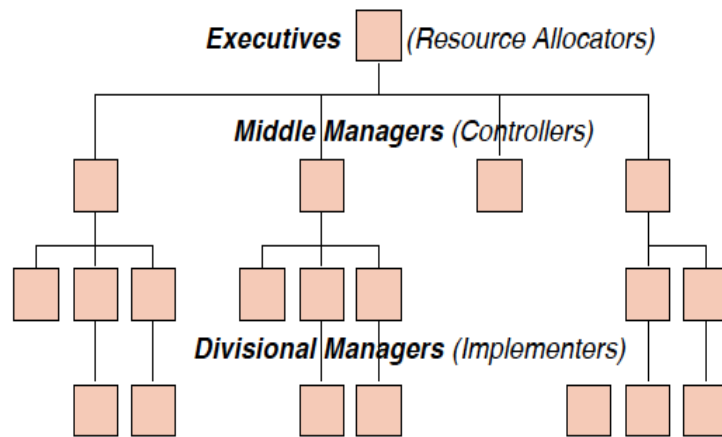 Executives (Resource Allocators)
Middle Managers (Controllers)
Divisional Managers (Implementers)